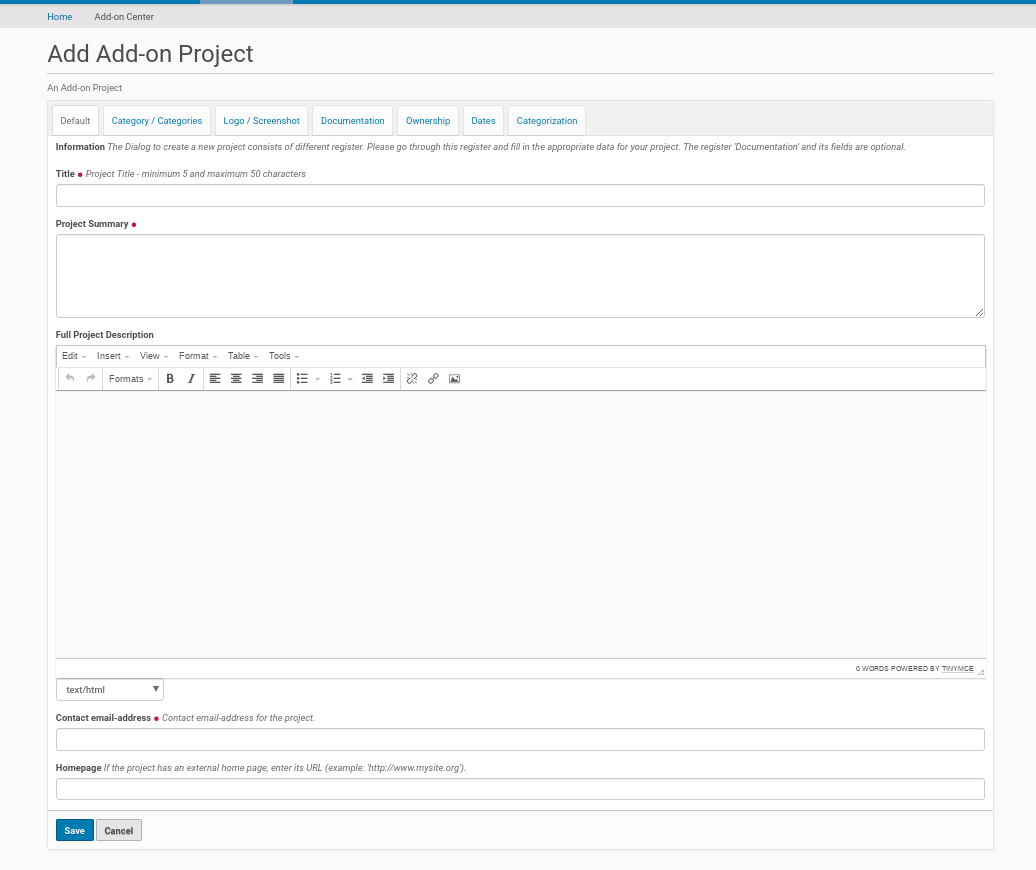 Home Add-on Center
Add Add-on Project
An Add-on Project
Default Category / Categories Logo / Screenshot Documentation Ownership Dates Categorization
Information The Dialog to create a new project consists of different register. Please go through this register and fill in the appropriate data for your project. The register 'Documentation' and its fields are optional.
Title Project Title - minimum 5 and maximum 50 characters
Project Summary
Full Project Description
Edit Insert View Format Table Tools
Formats B I
0 WORDS POWERED BY TINYMCE
text/html
Contact email-address Contact email-address for the project.
Homepage If the project has an external home page, enter its URL (example: 'http://www.mysite.org').
Save Cancel